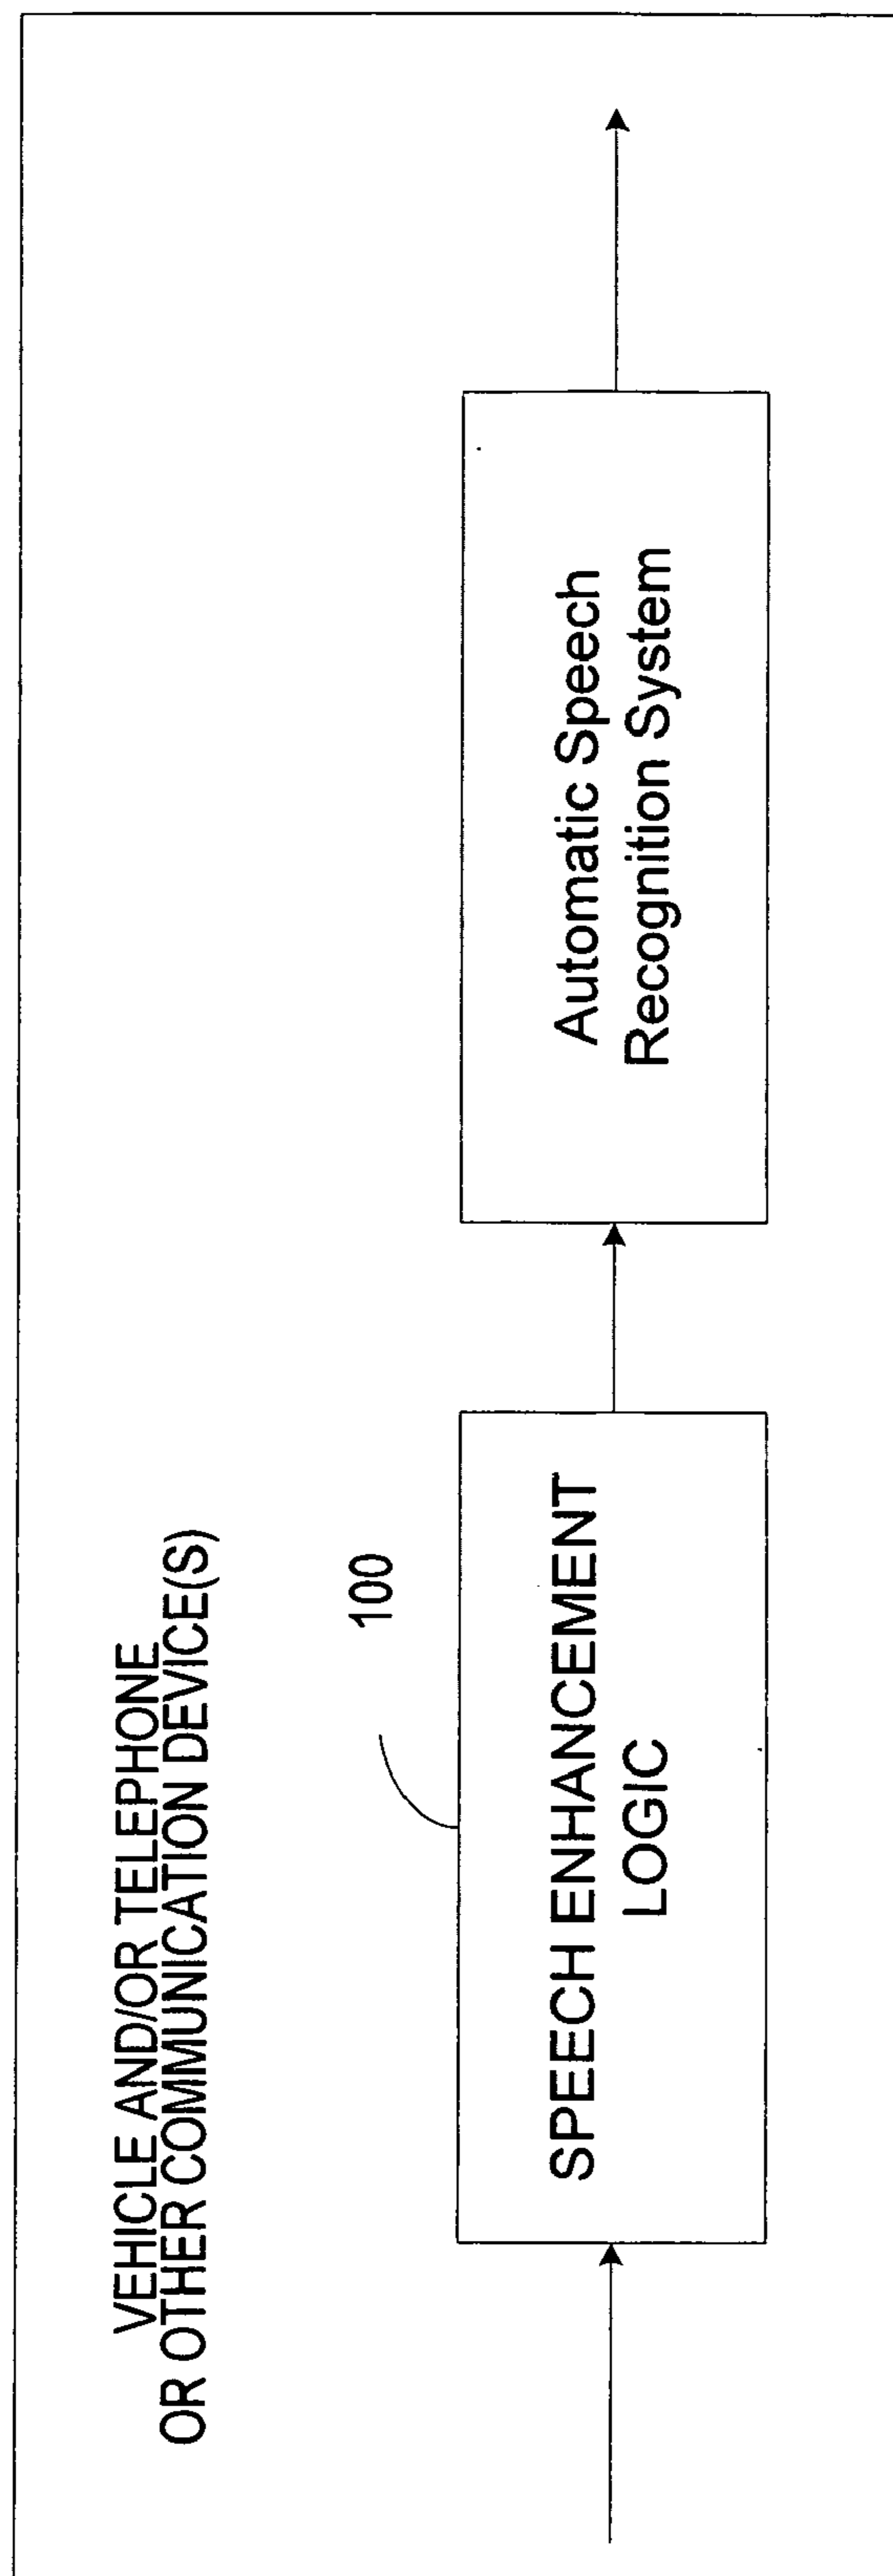 VEHICLE AND/OR TELEPHONE
OR OTHER COMMUNICATION DEVICE(S)
100
SPEECH ENHANCEMENT
LOGIC
Automatic Speech
Recognition System